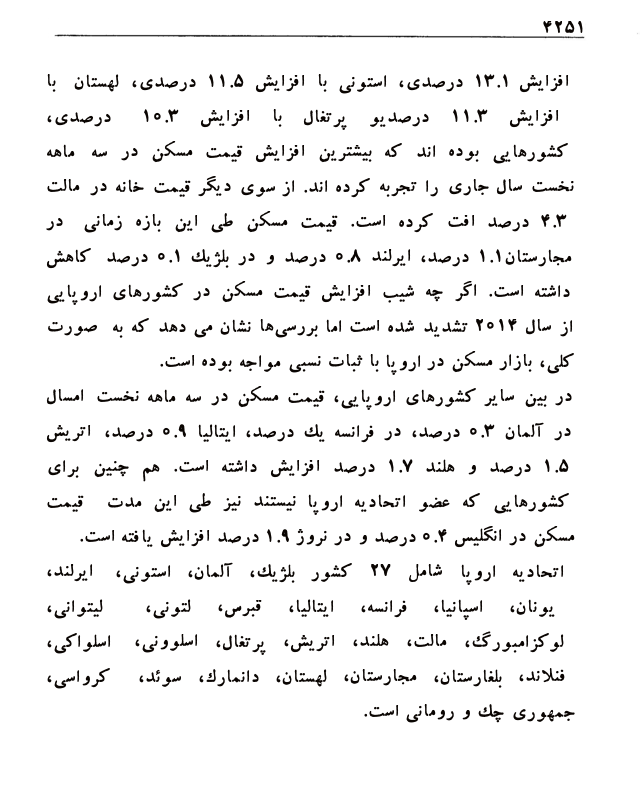 ۴۲۵۱
افزایش ۱۳.۱ درصدی، استونی با افزایش ۱۱.۵ درصدی، لهستان با
افزایش ۱۱.۳ درصدیو پرتغال با افزایش ۱۰.۳ درصدی،
کشورهایی بوده اند که بیشترین افزایش قیمت مسکن در سه ماهه
نخست سال جاری را تجربه کرده اند. از سوی دیگر قیمت خانه در مالت
۴.۳ درصد افت کرده است. قیمت مسکن طی این بازه زمانی در
مجارستان۱.۱ درصد، ایرلند ۰.۸ درصد و در بلژیك ۰.۱ درصد کاهش
داشته است. اگر چه شیب افزایش قیمت مسکن در کشورهای اروپایی
از سال ۲۰۱۴ تشدید شده است اما بررسی‌ها نشان می دهد که به صورت
کلی، بازار مسکن در اروپا با ثبات نسبی مواجه بوده است.
در بین سایر کشورهای اروپایی، قیمت مسکن در سه ماهه نخست امسال
در آلمان ۰.۳ درصد، در فرانسه یك درصد، ایتالیا ۰.۹ درصد، اتریش
۱.۵ درصد و هلند ۱.۷ درصد افزایش داشته است. هم چنین برای
کشورهایی که عضو اتحادیه اروپا نیستند نیز طی این مدت قیمت
مسکن در انگلیس ۰.۴ درصد و در نروژ ۱.۹ درصد افزایش یافته است.
اتحادیه اروپا شامل ۲۷ کشور بلژیك، آلمان، استونی، ایرلند،
یونان، اسپانیا، فرانسه، ایتالیا، قبرس، لتونی، لیتوانی،
لوکزامبورگ، مالت، هلند، اتریش، پرتغال، اسلوونی، اسلواکی،
فنلاند، بلغارستان، مجارستان، لهستان، دانمارك، سوئد، کرواسی،
جمهوری چك و رومانی است.